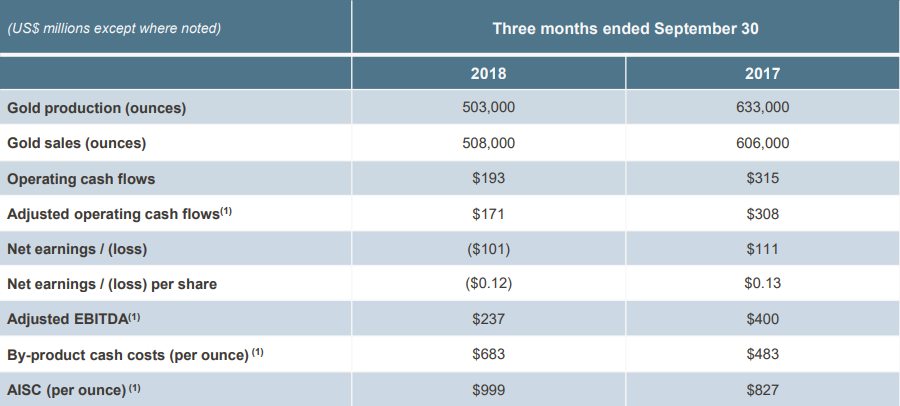 (US$ millions except where noted) Three months ended September 30
2018 2017
Gold production (ounces) 503,000 633,000
Gold sales (ounces) 508,000 606,000
Operating cash flows $193 $315
Adjusted operating cash flows(1) $171 $308
Net earnings / (loss) ($101) $111
Net earnings / (loss) per share ($0.12) $0.13
Adjusted EBITDA(1) $237 $400
By-product cash costs (per ounce) (1) $683 $483
AISC (per ounce) (1) $999 $827